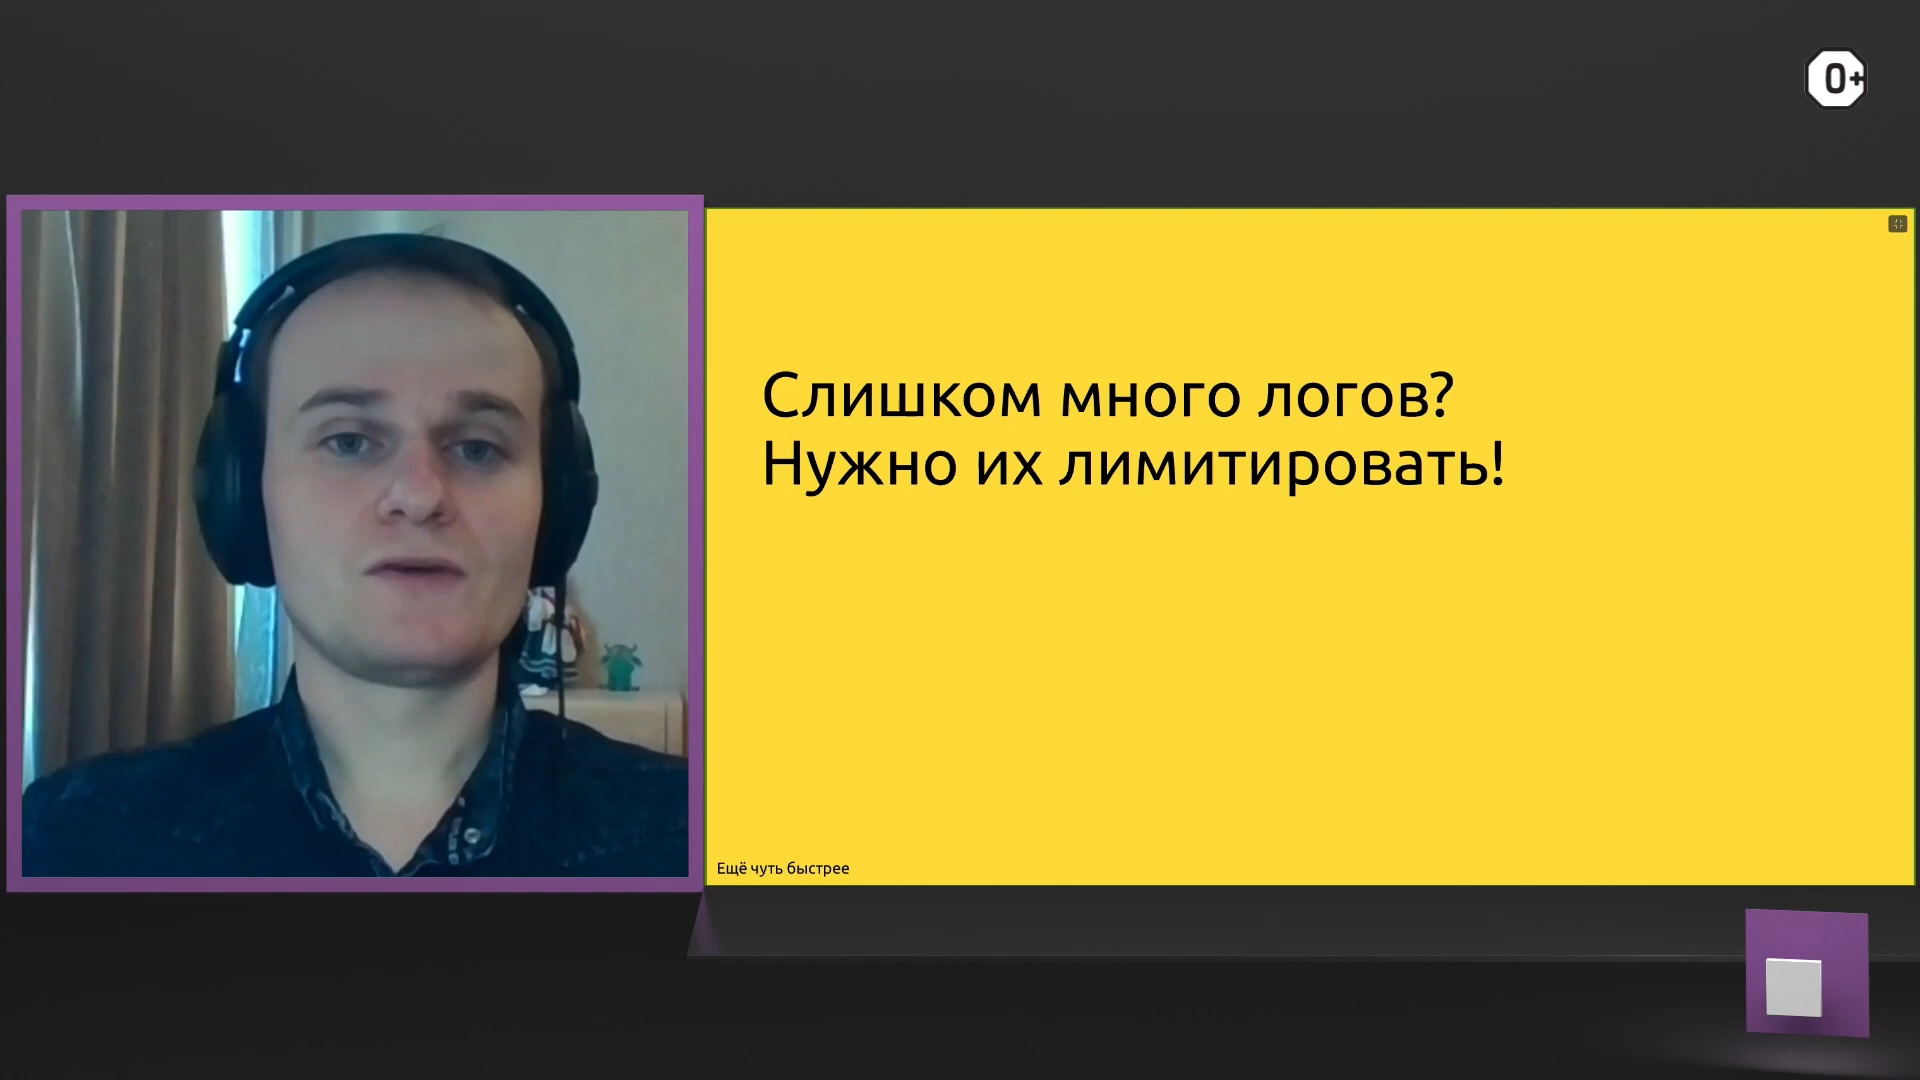 0+
Слишком много логов?
Нужно их лимитировать!
Ещё чуть быстрее